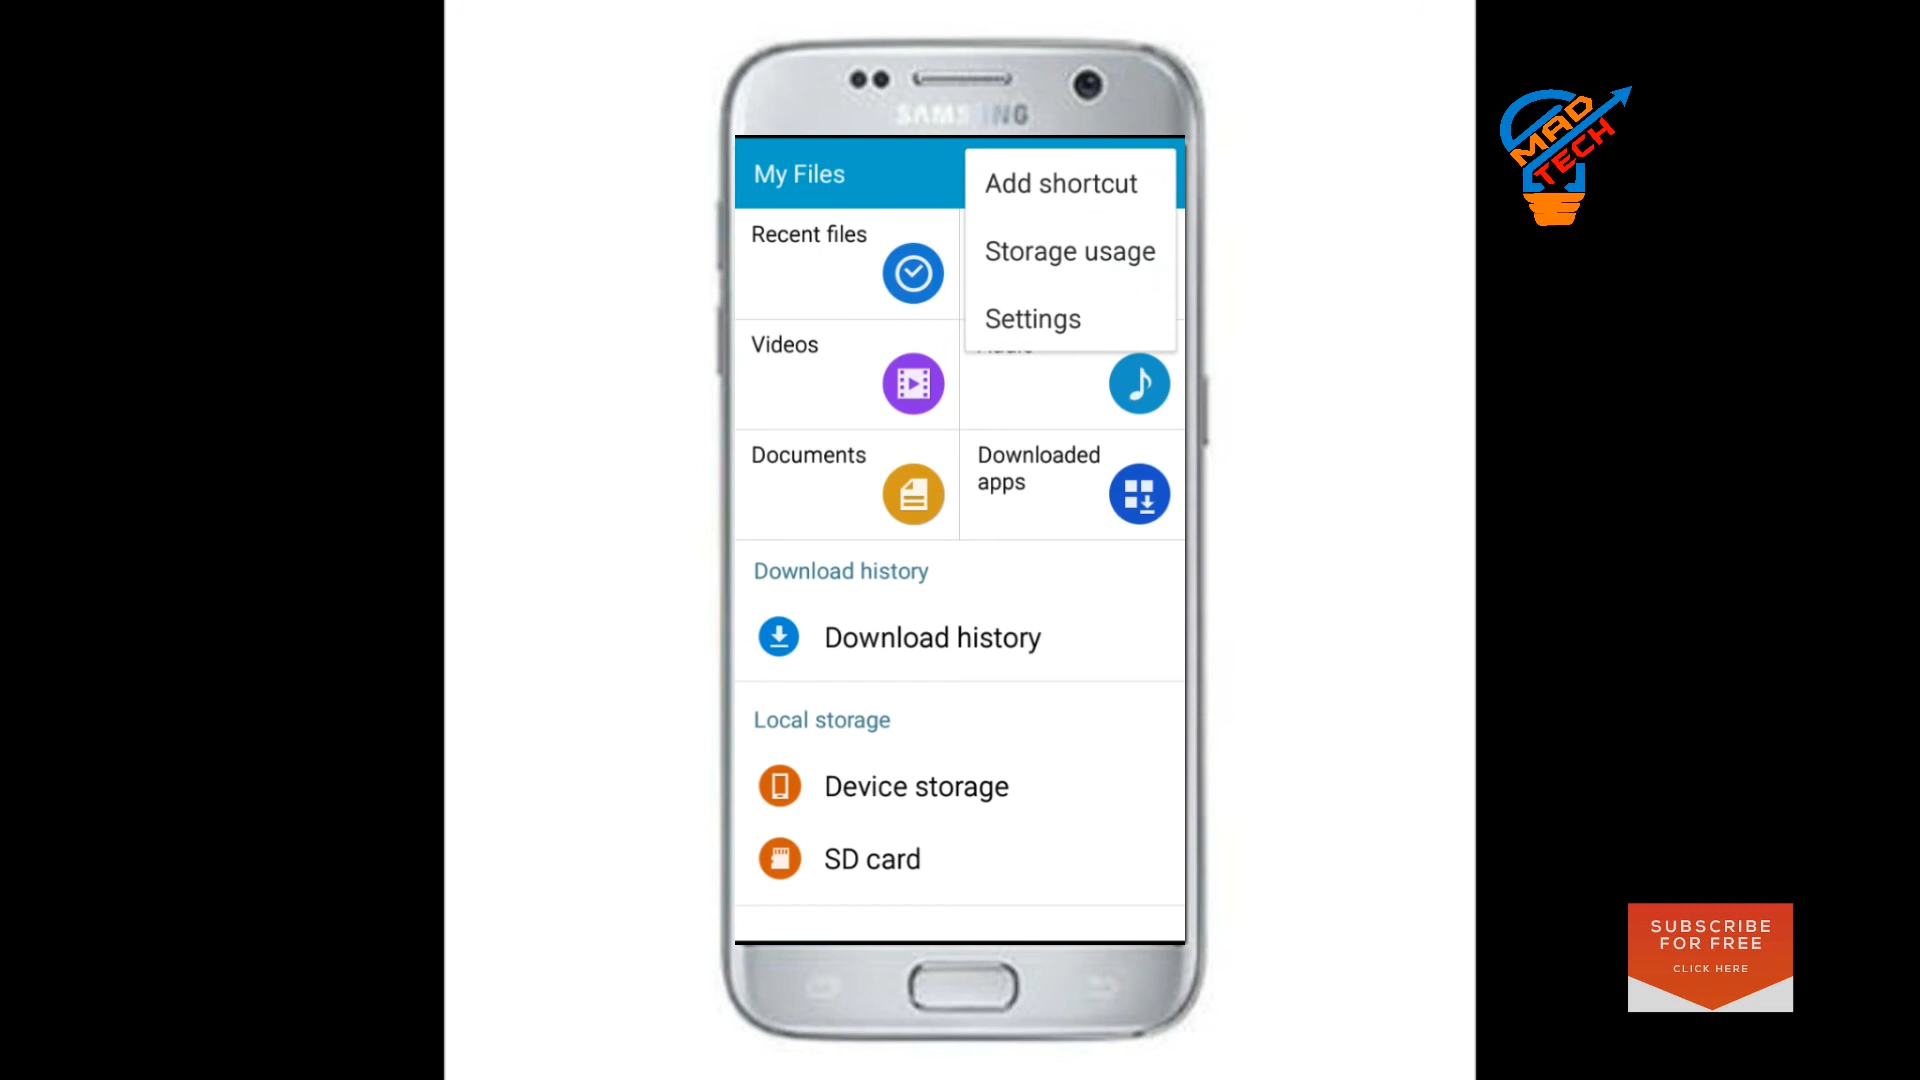 SAMSUNG
My Files
Add shortcut
Storage usage
Settings
Recent files
Videos
Documents
Downloaded
apps
Download history
Download history
Local storage
Device storage
SD card
MAD
TECH
SUBSCRIBE
FOR FREE
CLICK HERE